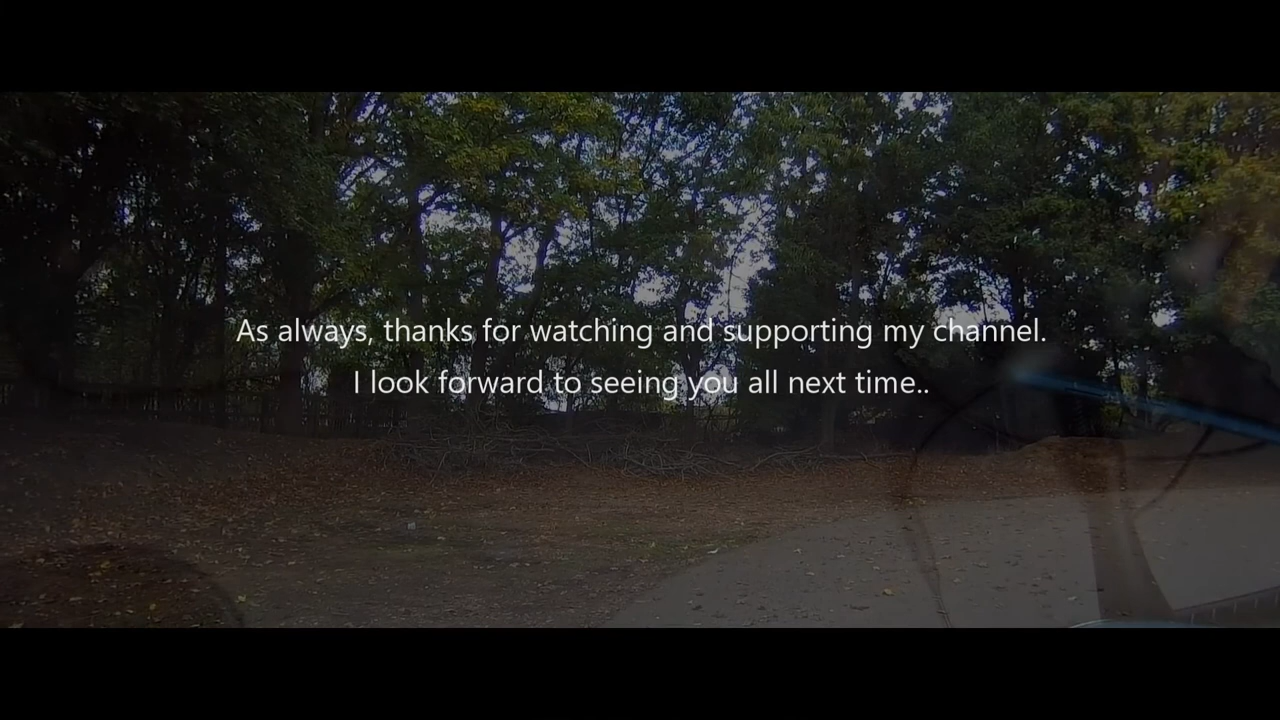 As always, thanks for watching and supporting my channel.
I look forward to seeing you all next time..